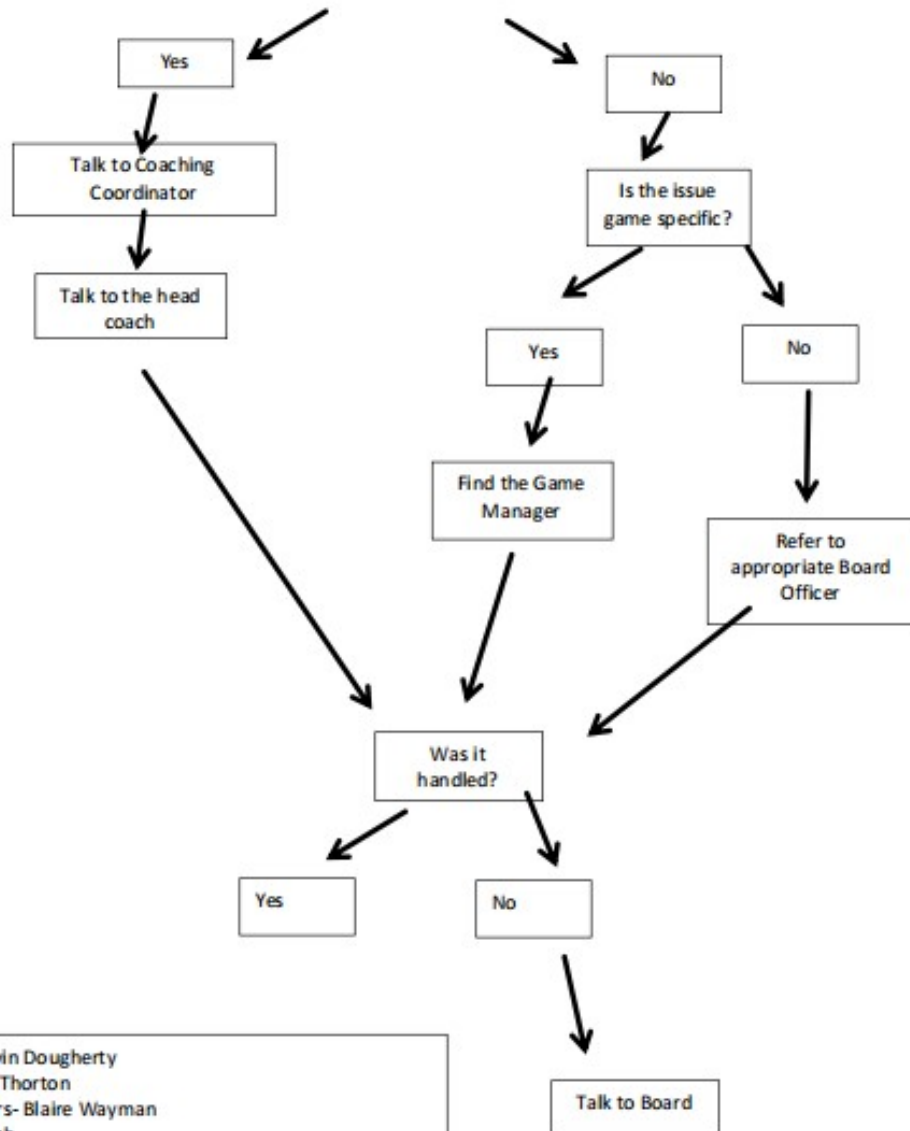 Yes
No
Talk to Coaching
Coordinator
Is the issue
game specific?
Talk to the head
coach
Yes
No
Find the Game
Manager
Refer to
appropriate Board
Officer
Was it
handled?
Yes
No
Dougherty
Thorton
Blaire Wayman
Talk to Board